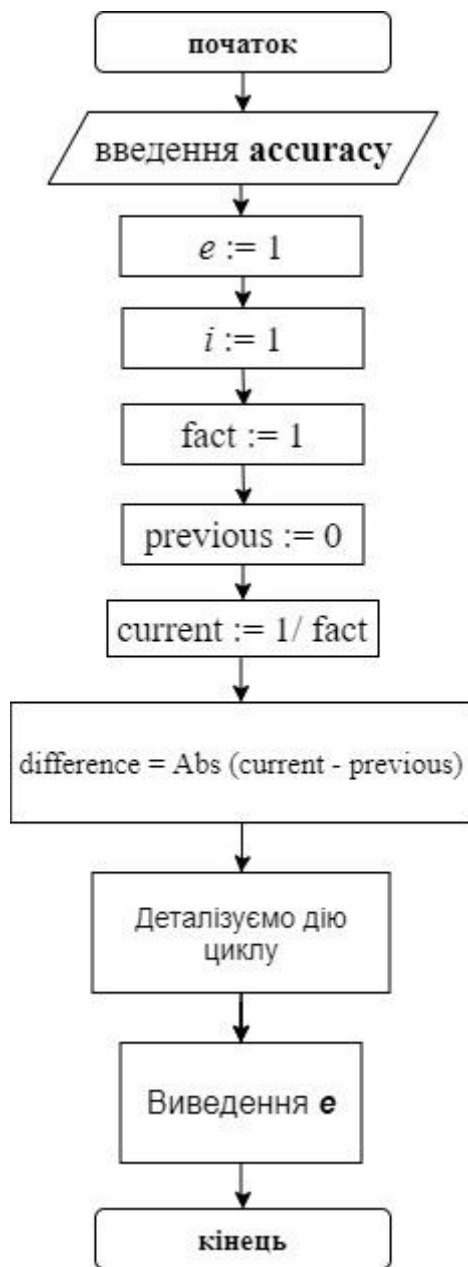 початок
введення accuracy
e := 1
i := 1
fact := 1
previous := 0
current := 1/ fact
difference = Abs (current - previous)
Деталізуємо дію
циклу
Виведення e
кінець